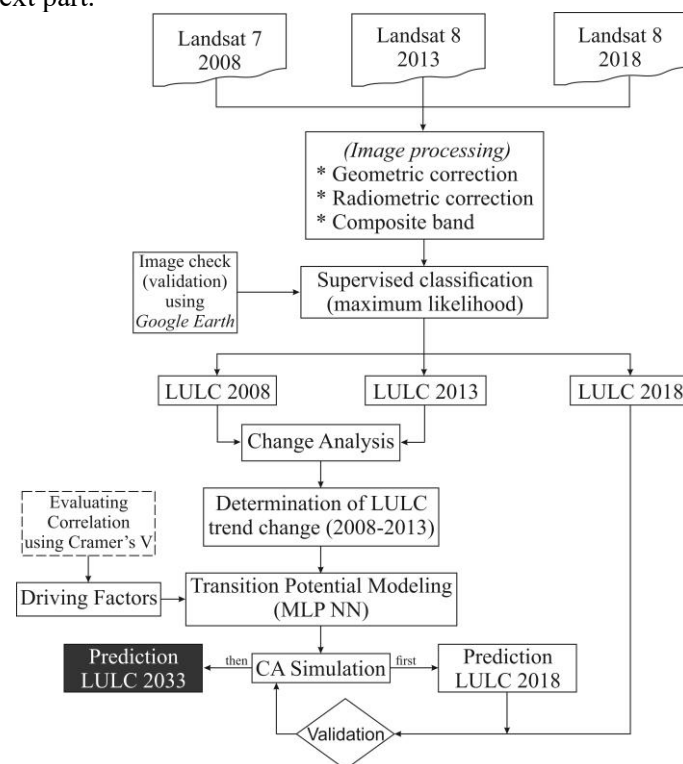 ext part.
Landsat 7
2008
Landsat 8
2013
Landsat 8
2018
(Image processing)
* Geometric correction
* Radiometric correction
* Composite band
Image check
(validation)
using
Google Earth
Supervised classification
(maximum likelihood)
LULC 2008
LULC 2013
LULC 2018
Change Analysis
Determination of LULC
trend change (2008-2013)
Evaluating
Correlation
using Cramer's V
Driving Factors
Transition Potential Modeling
(MLP NN)
Prediction
LULC 2033
then
CA Simulation
first
Prediction
LULC 2018
Validation